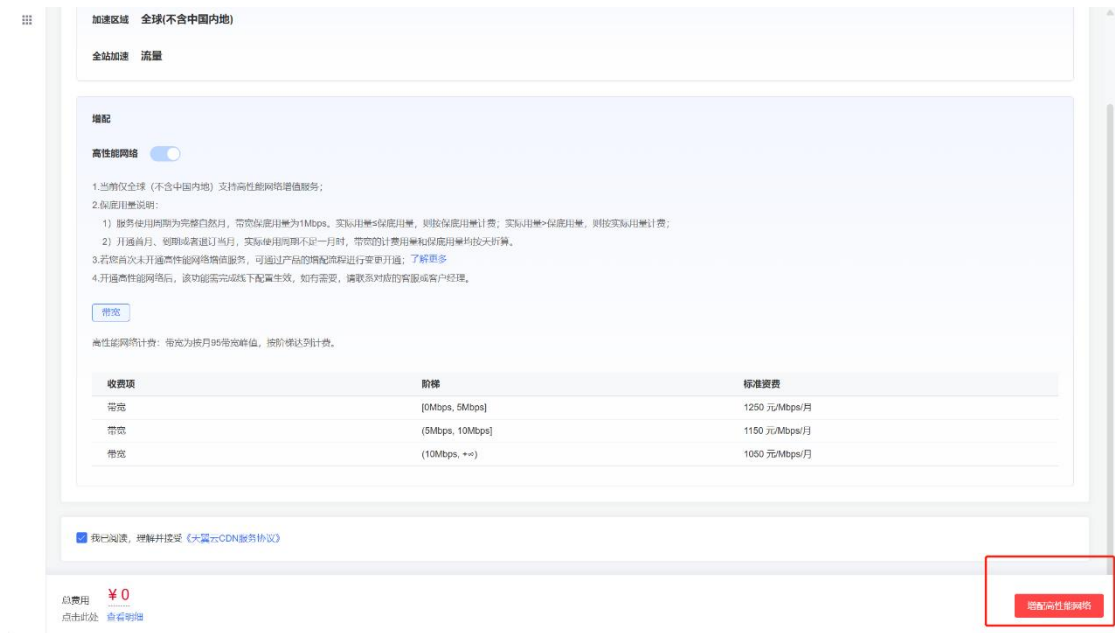 加速区域 全球(不含中国内地)
全站加速 流量
增配
高性能网络
1.当前仅全球（不含中国内地）支持高性能网络增值服务；
2.保底用量说明：
1）服务使用周期为完整自然月，带宽保底用量为1Mbps。实际用量≤保底用量，则按保底用量计费；实际用量>保底用量，则按实际用量计费；
2）开通首月、到期或者退订当月，实际使用周期不足一月时，带宽的计费用量和保底用量均按天折算。
3.若您首次未开通高性能网络增值服务，可通过产品的增配流程进行变更开通；了解更多
4.开通高性能网络后，该功能需完成线下配置生效，如有需要，请联系对应的客服或客户经理。
带宽
高性能网络计费：带宽为按月95带宽峰值，按阶梯达到计费。
收费项 阶梯 标准资费
带宽 [0Mbps, 5Mbps] 1250 元/Mbps/月
带宽 (5Mbps, 10Mbps] 1150 元/Mbps/月
带宽 (10Mbps, +∞) 1050 元/Mbps/月
我已阅读，理解并接受《天翼云CDN服务协议》
总费用 ¥ 0
点击此处 查看明细
增配高性能网络